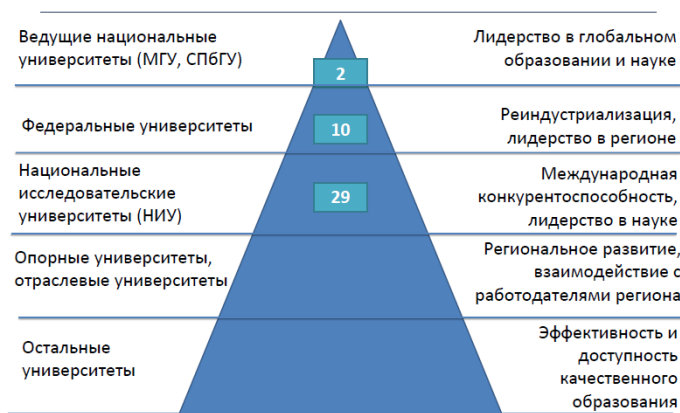 Ведущие национальные
университеты (МГУ, СПбГУ)
2
Лидерство в глобальном
образовании и науке
Федеральные университеты
10
Реиндустриализация,
лидерство в регионе
Национальные
исследовательские
университеты (НИУ)
29
Международная
конкурентоспособность,
лидерство в науке
Опорные университеты,
отраслевые университеты
Региональное развитие,
взаимодействие с
работодателями региона
Остальные
университеты
Эффективность и
доступность
качественного
образования